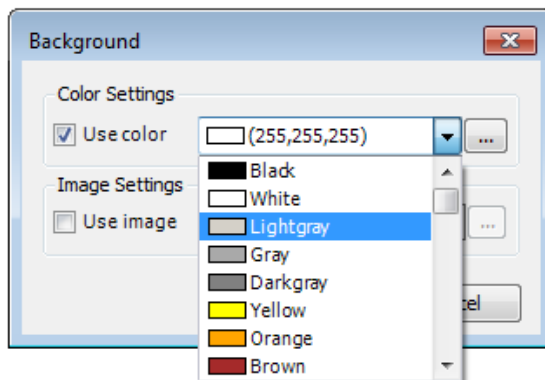 Background
Color Settings
Use color
(255,255,255)
...
Black
White
Image Settings
Use image
Lightgray
...
Gray
Darkgray
Yellow
Orange
Brown